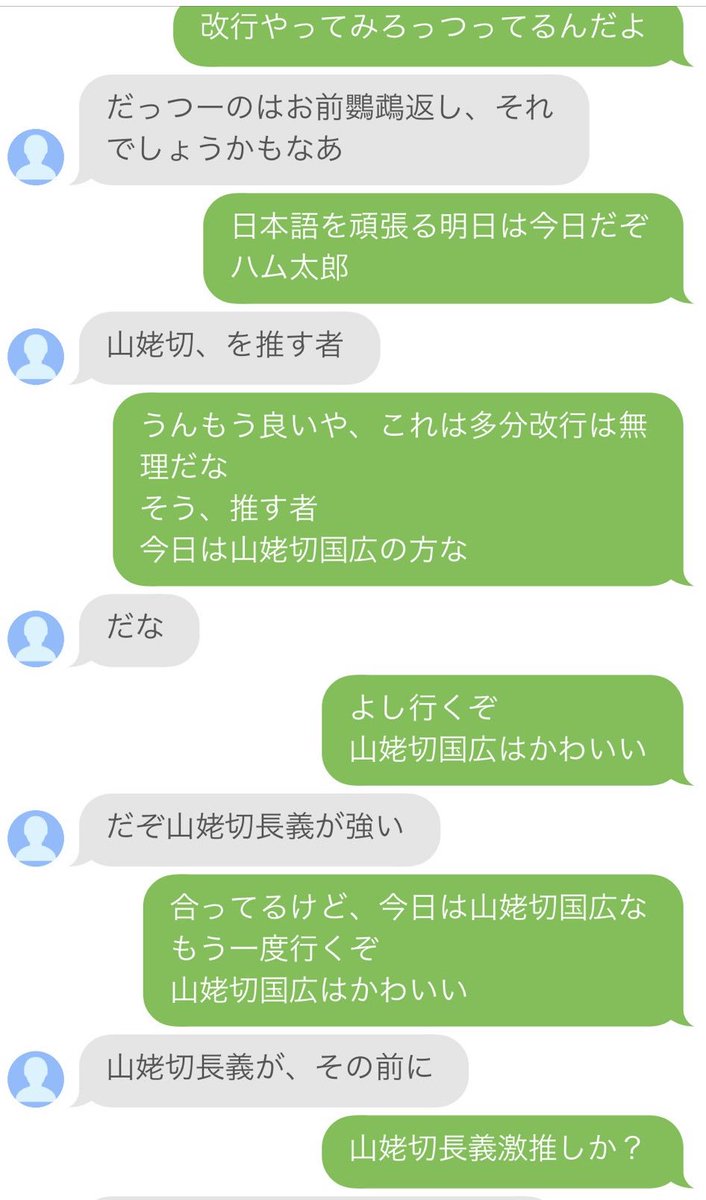 改行やってみろっつってるんだよ
だっつーのはお前鸚鵡返し、それ
でしょうかもなあ
日本語を頑張る明日は今日だぞ
ハム太郎
山姥切、を推す者
うんもう良いや、これは多分改行は無
理だな
そう、推す者
今日は山姥切国広の方な
だな
よし行くぞ
山姥切国広はかわいい
だぞ山姥切長義が強い
合ってるけど、今日は山姥切国広な
もう一度行くぞ
山姥切国広はかわいい
山姥切長義が、その前に
山姥切長義激推しか？